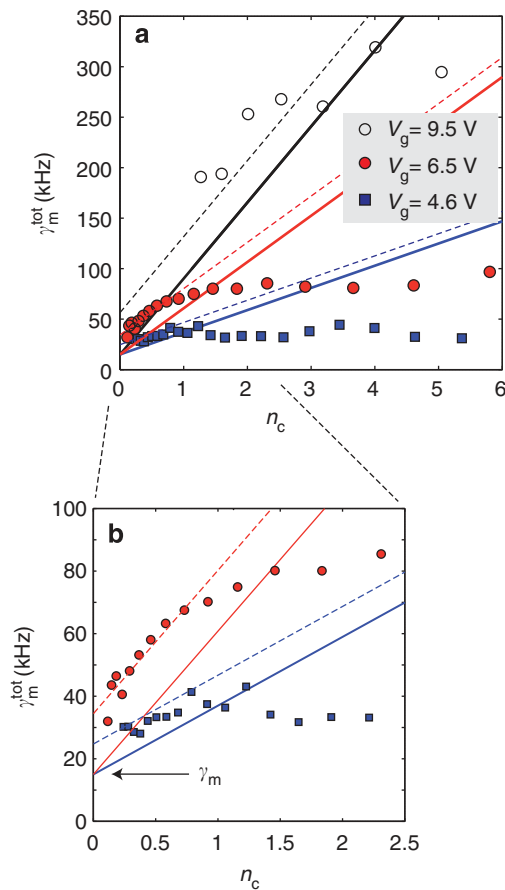 a
350
300
250
200
150
100
50
0
γ_m^tot (kHz)
V_g = 9.5 V
V_g = 6.5 V
V_g = 4.6 V
0 1 2 3 4 5 6
n_c
b
100
80
60
40
20
0
γ_m^tot (kHz)
γ_m
0 0.5 1 1.5 2 2.5
n_c